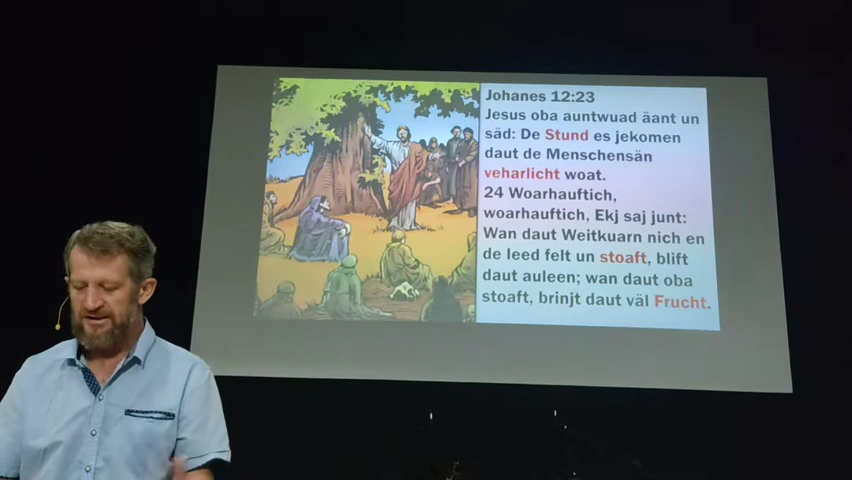 Johanes 12:23
Jesus oba auntwuad äant un
säd: De Stund es jekomen
daut de Menschensän
veharlicht woat.
24 Woarhauftich,
woarhauftich, Ekj saj junt:
Wan daut Weitkuarn nich en
de leed felt un stoaft, blift
daut auleen; wan daut oba
stoaft, brinjt daut väl Frucht.